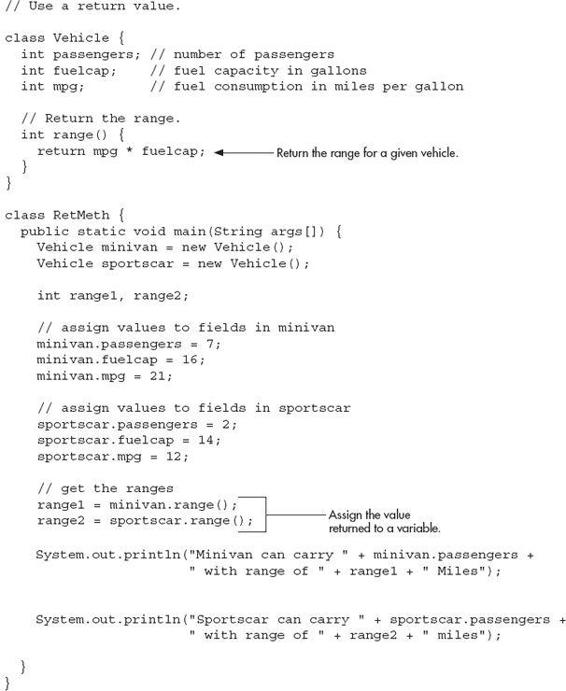 // Use a return value.
class Vehicle {
int passengers; // number of passengers
int fuelcap; // fuel capacity in gallons
int mpg; // fuel consumption in miles per gallon
// Return the range.
int range() {
return mpg * fuelcap; Return the range for a given vehicle.
}
}
class RetMeth {
public static void main(String args[]) {
Vehicle minivan = new Vehicle();
Vehicle sportscar = new Vehicle();
int range1, range2;
// assign values to fields in minivan
minivan.passengers = 7;
minivan.fuelcap = 16;
minivan.mpg = 21;
// assign values to fields in sportscar
sportscar.passengers = 2;
sportscar.fuelcap = 14;
sportscar.mpg = 12;
// get the ranges
range1 = minivan.range();
range2 = sportscar.range();
Assign the value
returned to a variable.
System.out.println("Minivan can carry " + minivan.passengers +
" with range of " + range1 + " Miles");
System.out.println("Sportscar can carry " + sportscar.passengers +
" with range of " + range2 + " miles");
}
}